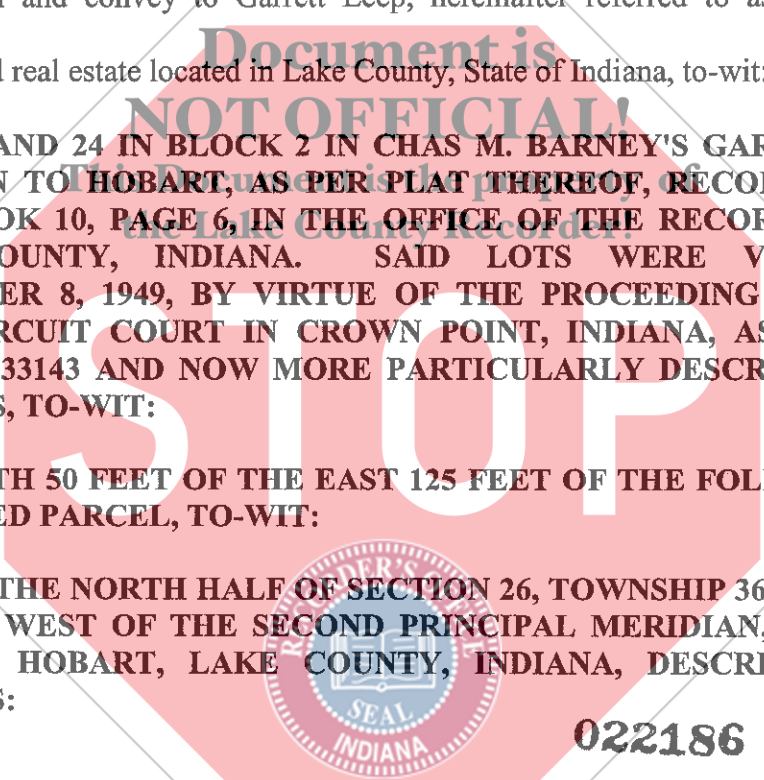 and convey to Garrett Leep, hereinafter referred to as
Document is
real estate located in Lake County, State of Indiana, to-wit:
NOT OFFICIAL!
AND 24 IN BLOCK 2 IN CHAS M. BARNEY'S GAR
This Document is the property of
TO HOBART, AS PER PLAT THEREOF, RECO
OK 10, PAGE 6, IN THE OFFICE OF THE RECOR
the Lake County Recorder!
OUNTY, INDIANA. SAID LOTS WERE V
ER 8, 1949, BY VIRTUE OF THE PROCEEDING
RCUIT COURT IN CROWN POINT, INDIANA, AS
33143 AND NOW MORE PARTICULARLY DESCR
S, TO-WIT:
STOP
TH 50 FEET OF THE EAST 125 FEET OF THE FOL
ED PARCEL, TO-WIT:
THE NORTH HALF OF SECTION 26, TOWNSHIP 36
WEST OF THE SECOND PRINCIPAL MERIDIAN,
HOBART, LAKE COUNTY, INDIANA, DESCRI
S:
RECORDER'S OFFICE
SEAL
INDIANA
022186